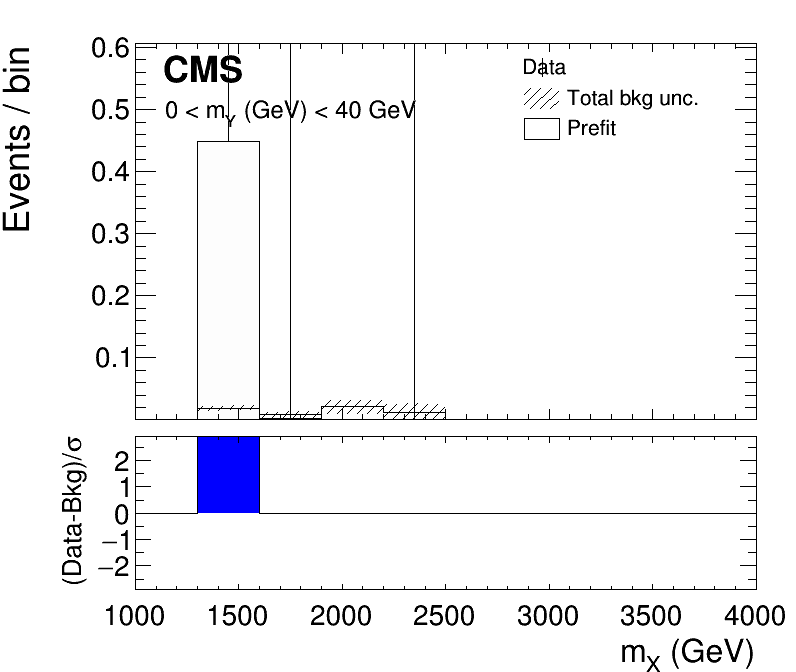 CMS
0 < mY (GeV) < 40 GeV
Data
Total bkg unc.
Prefit
Events / bin
0.6
0.5
0.4
0.3
0.2
0.1
(Data-Bkg)/σ
2
1
0
−1
−2
1000 1500 2000 2500 3000 3500 4000
mX (GeV)